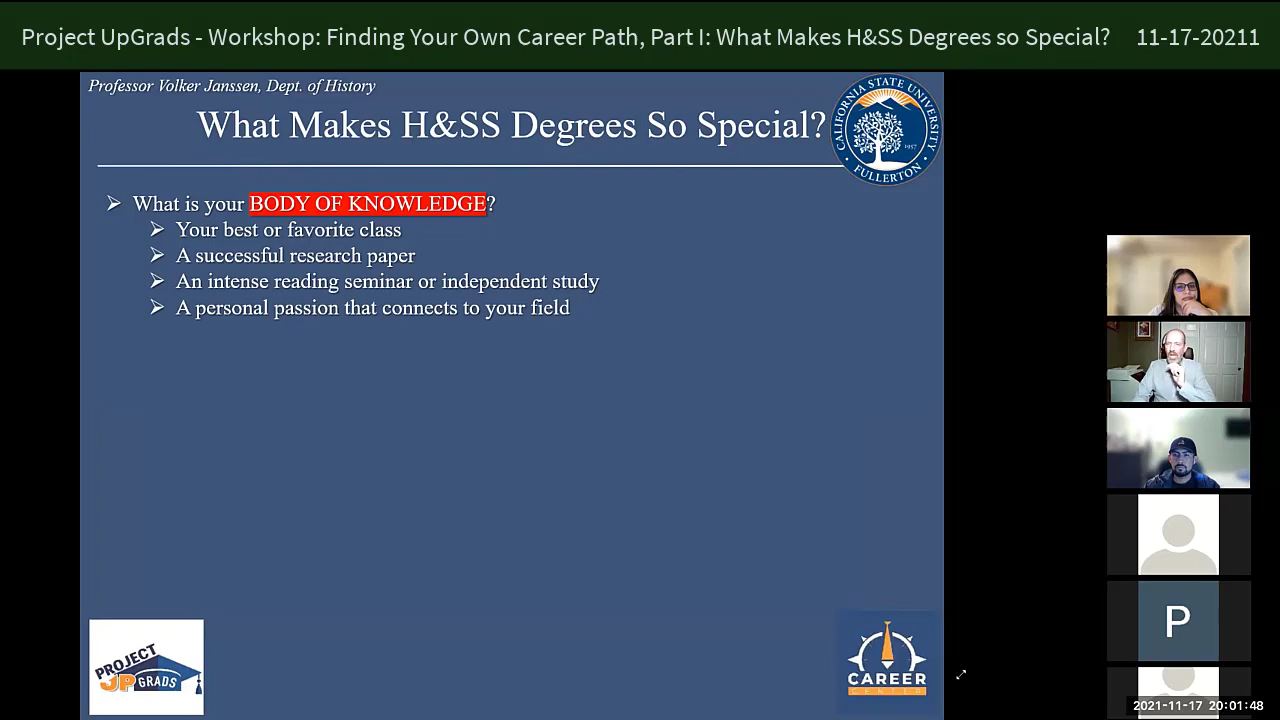 Project UpGrads - Workshop: Finding Your Own Career Path, Part I: What Makes H&SS Degrees so Special? 11-17-20211
Professor Volker Janssen, Dept. of History
What Makes H&SS Degrees So Special?
CALIFORNIA STATE UNIVERSITY
1957
FULLERTON
➢ What is your BODY OF KNOWLEDGE?
➢ Your best or favorite class
➢ A successful research paper
➢ An intense reading seminar or independent study
➢ A personal passion that connects to your field
P
PROJECT
UP GRADS
CAREER
CENTER
2021-11-17 20:01:48